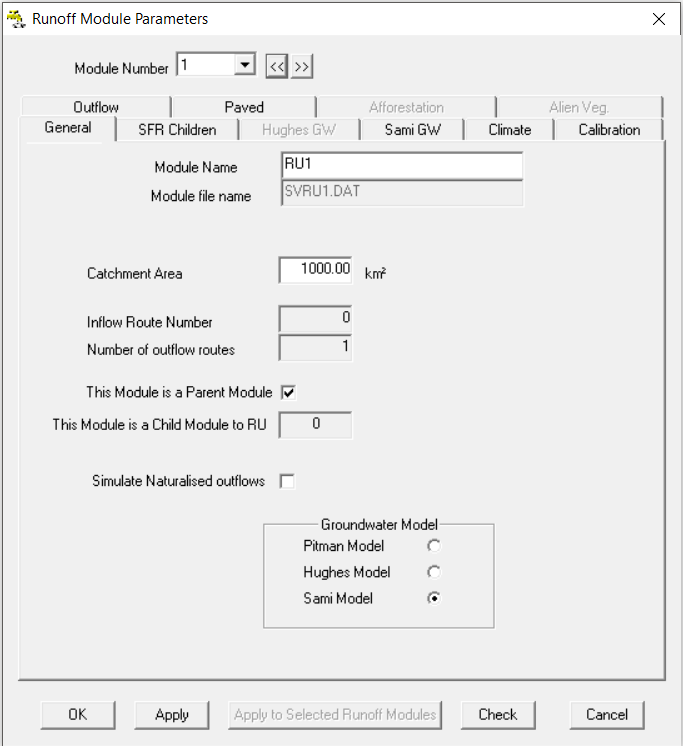 Runoff Module Parameters
Module Number 1 << >>
Outflow Paved Afforestation Alien Veg.
General SFR Children Hughes GW Sami GW Climate Calibration
Module Name RU1
Module file name SVRU1.DAT
Catchment Area 1000.00 km²
Inflow Route Number 0
Number of outflow routes 1
This Module is a Parent Module
This Module is a Child Module to RU 0
Simulate Naturalised outflows
Groundwater Model
Pitman Model
Hughes Model
Sami Model
OK Apply Apply to Selected Runoff Modules Check Cancel